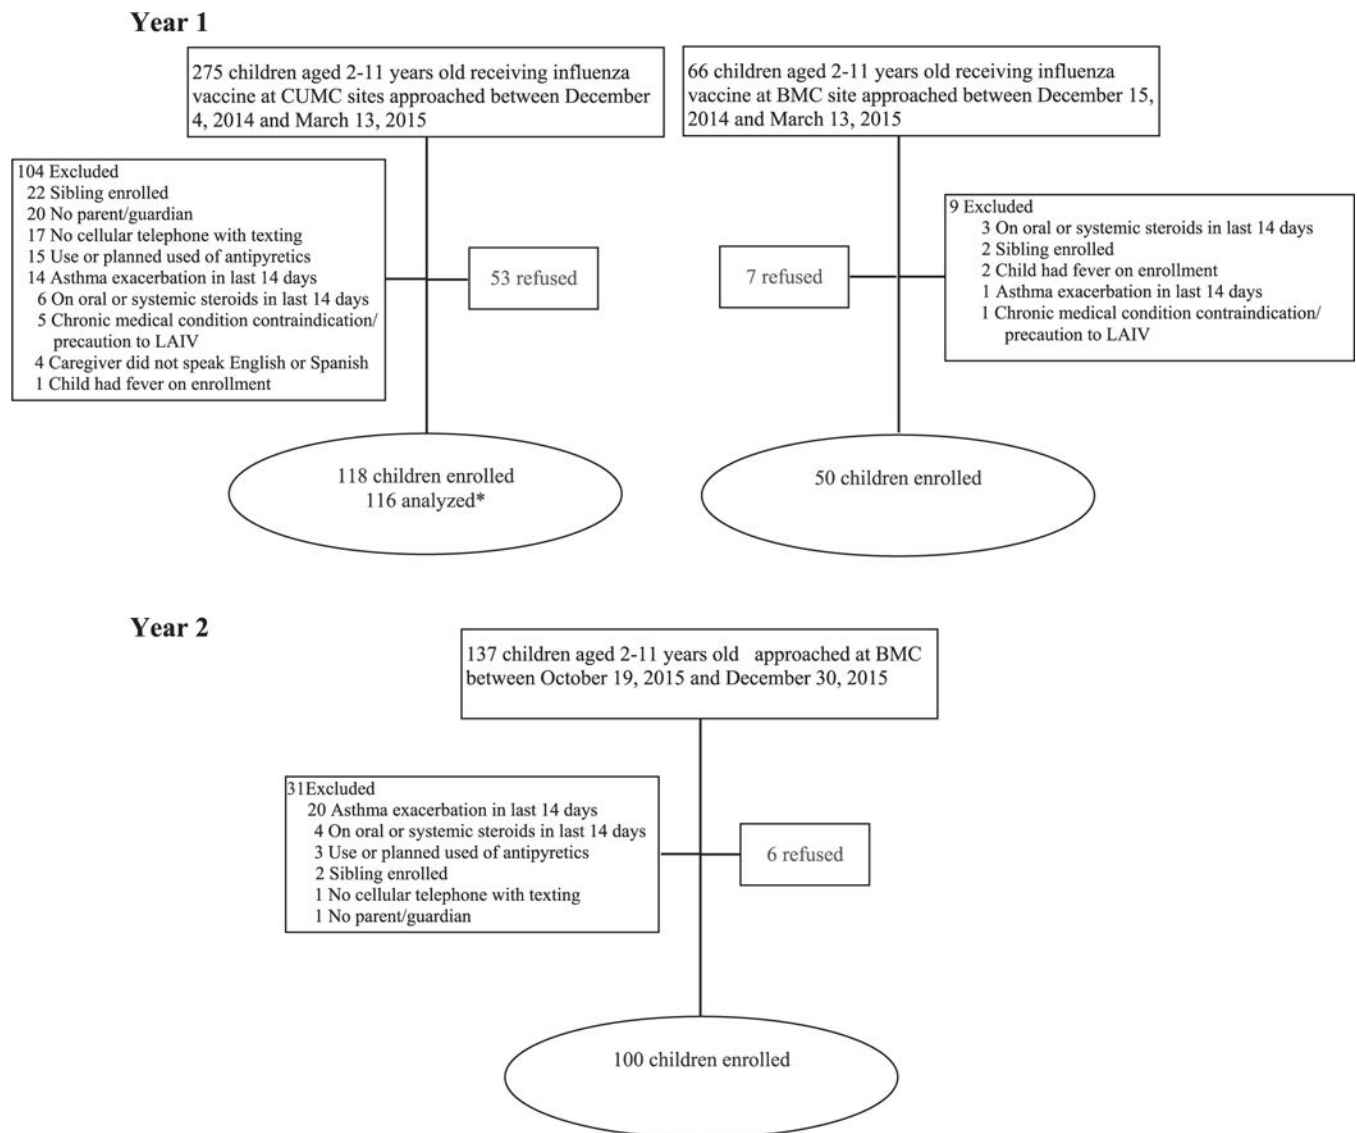 Year 1
275 children aged 2-11 years old receiving influenza
vaccine at CUMC sites approached between December
4, 2014 and March 13, 2015
66 children aged 2-11 years old receiving influenza
vaccine at BMC site approached between December 15,
2014 and March 13, 2015
104 Excluded
22 Sibling enrolled
20 No parent/guardian
17 No cellular telephone with texting
15 Use or planned used of antipyretics
14 Asthma exacerbation in last 14 days
6 On oral or systemic steroids in last 14 days
5 Chronic medical condition contraindication/
precaution to LAIV
4 Caregiver did not speak English or Spanish
1 Child had fever on enrollment
53 refused
7 refused
9 Excluded
3 On oral or systemic steroids in last 14 days
2 Sibling enrolled
2 Child had fever on enrollment
1 Asthma exacerbation in last 14 days
1 Chronic medical condition contraindication/
precaution to LAIV
118 children enrolled
116 analyzed*
50 children enrolled
Year 2
137 children aged 2-11 years old approached at BMC
between October 19, 2015 and December 30, 2015
31Excluded
20 Asthma exacerbation in last 14 days
4 On oral or systemic steroids in last 14 days
3 Use or planned used of antipyretics
2 Sibling enrolled
1 No cellular telephone with texting
1 No parent/guardian
6 refused
100 children enrolled